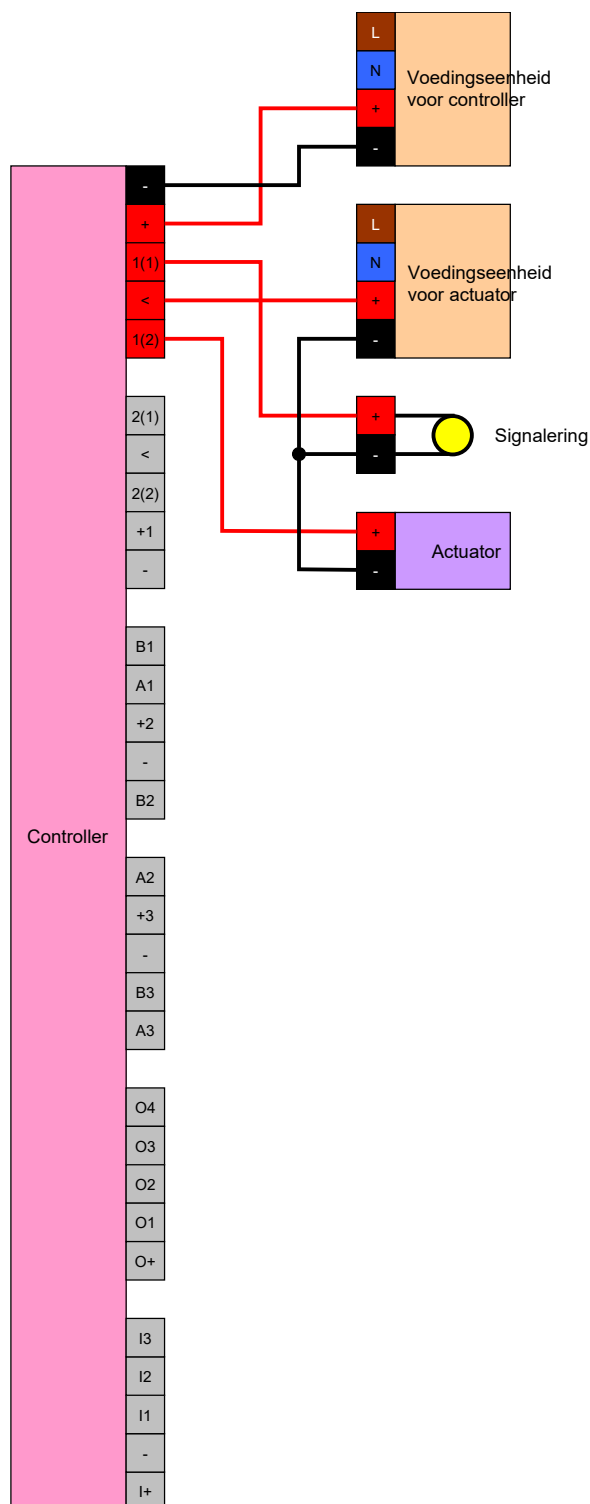 L
N
Voedingseenheid
voor controller
+
-
-
+
1(1)
<
1(2)
L
N
Voedingseenheid
voor actuator
+
-
2(1)
<
2(2)
+1
-
+
-
Signalering
+
-
Actuator
B1
A1
+2
-
B2
Controller
A2
+3
-
B3
A3
O4
O3
O2
O1
O+
I3
I2
I1
-
I+